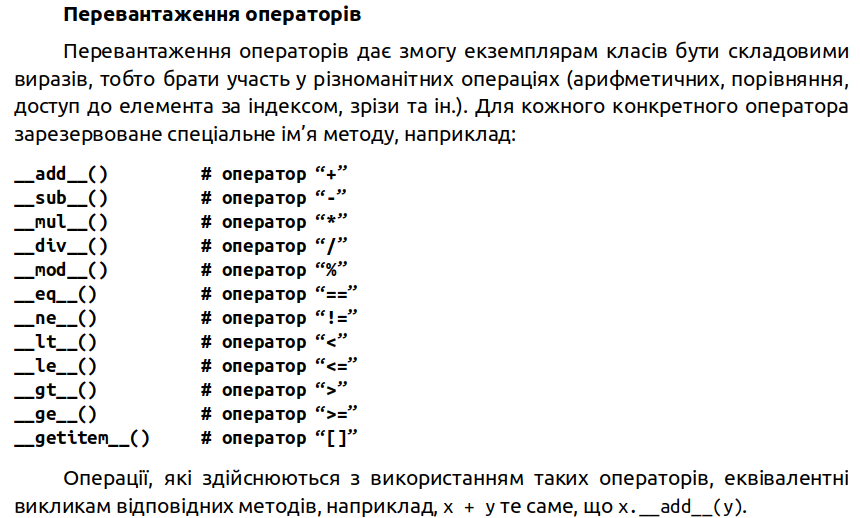 Перевантаження операторів
Перевантаження операторів дає змогу екземплярам класів бути складовими
виразів, тобто брати участь у різноманітних операціях (арифметичних, порівняння,
доступ до елемента за індексом, зрізи та ін.). Для кожного конкретного оператора
зарезервоване спеціальне ім’я методу, наприклад:
__add__() # оператор “+”
__sub__() # оператор “-”
__mul__() # оператор “*”
__div__() # оператор “/”
__mod__() # оператор “%”
__eq__() # оператор “==”
__ne__() # оператор “!=”
__lt__() # оператор “<”
__le__() # оператор “<=”
__gt__() # оператор “>”
__ge__() # оператор “>=”
__getitem__() # оператор “[]”
Операції, які здійснюються з використанням таких операторів, еквівалентні
викликам відповідних методів, наприклад, x + y те саме, що x.__add__(y).